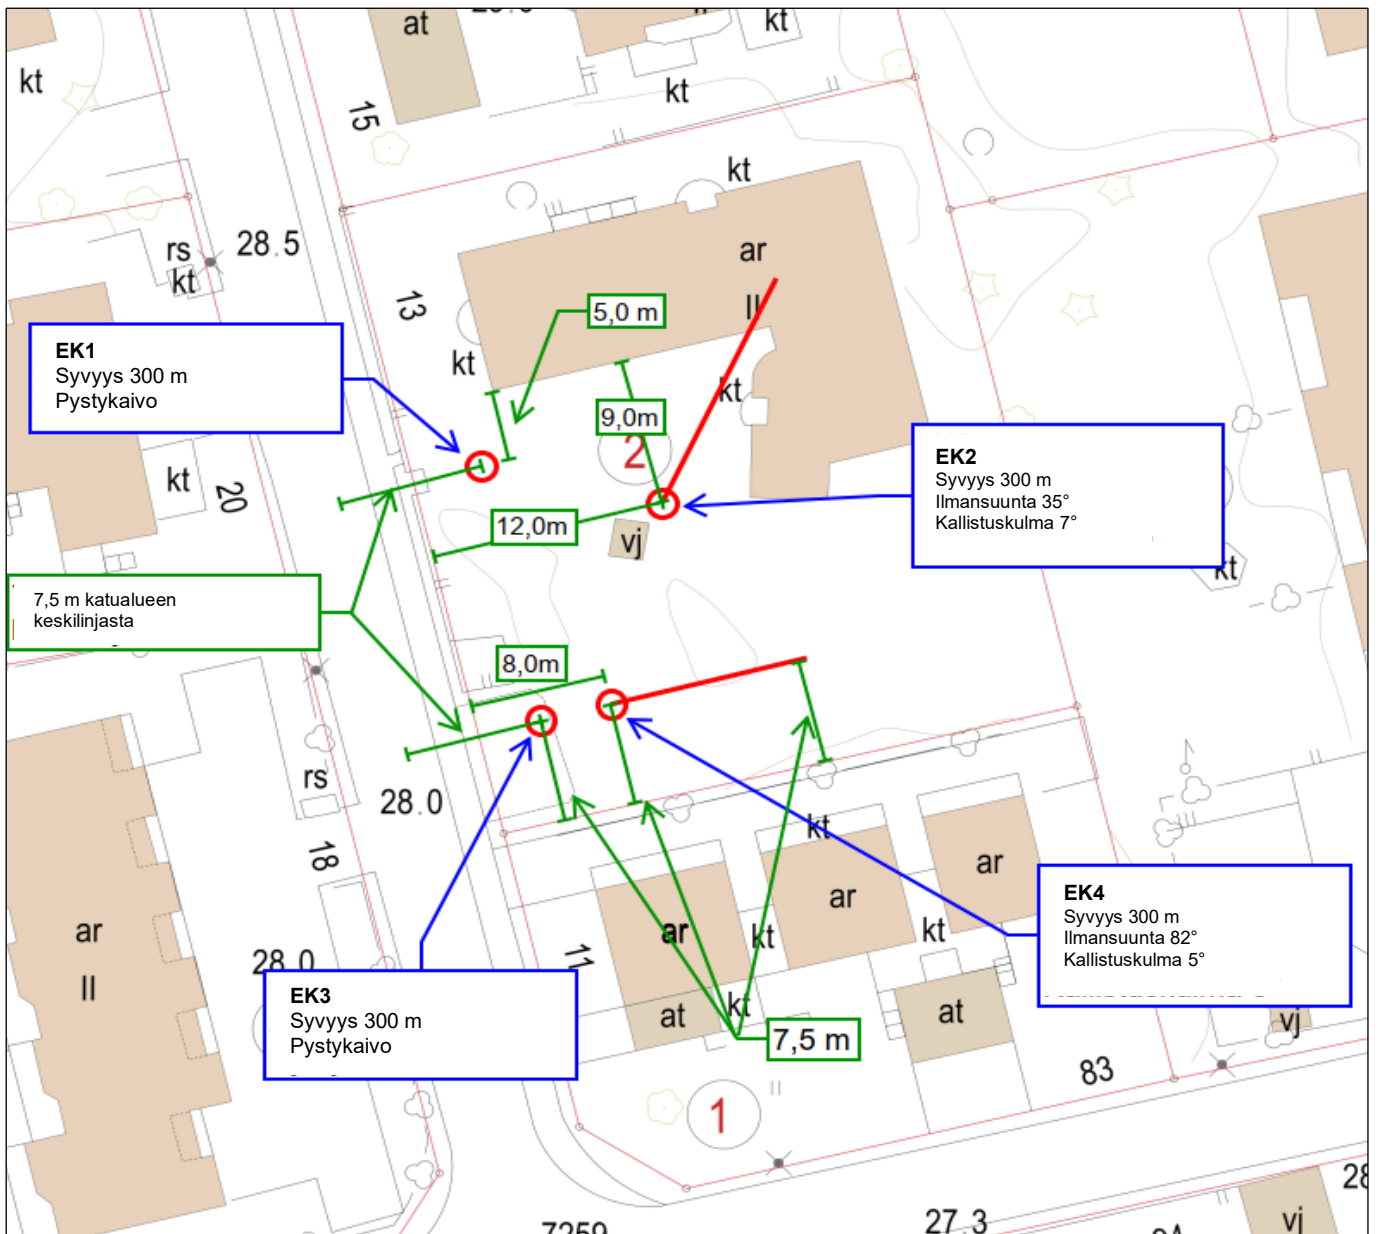 at
kt
kt
kt
15
kt
rs
kt
28.5
ar
II
13
5,0 m
kt
kt
9,0m
2
EK1
Syvyys 300 m
Pystykaivo
kt
20
12,0m
vj
EK2
Syvyys 300 m
Ilmansuunta 35°
Kallistuskulma 7°
kt
7,5 m katualueen
keskilinjasta
8,0m
rs
28.0
18
kt
ar
ar
ar
kt
kt
ar
II
28.0
11
at
kt
at
EK4
Syvyys 300 m
Ilmansuunta 82°
Kallistuskulma 5°
vj
EK3
Syvyys 300 m
Pystykaivo
7,5 m
83
1
27.3
vj